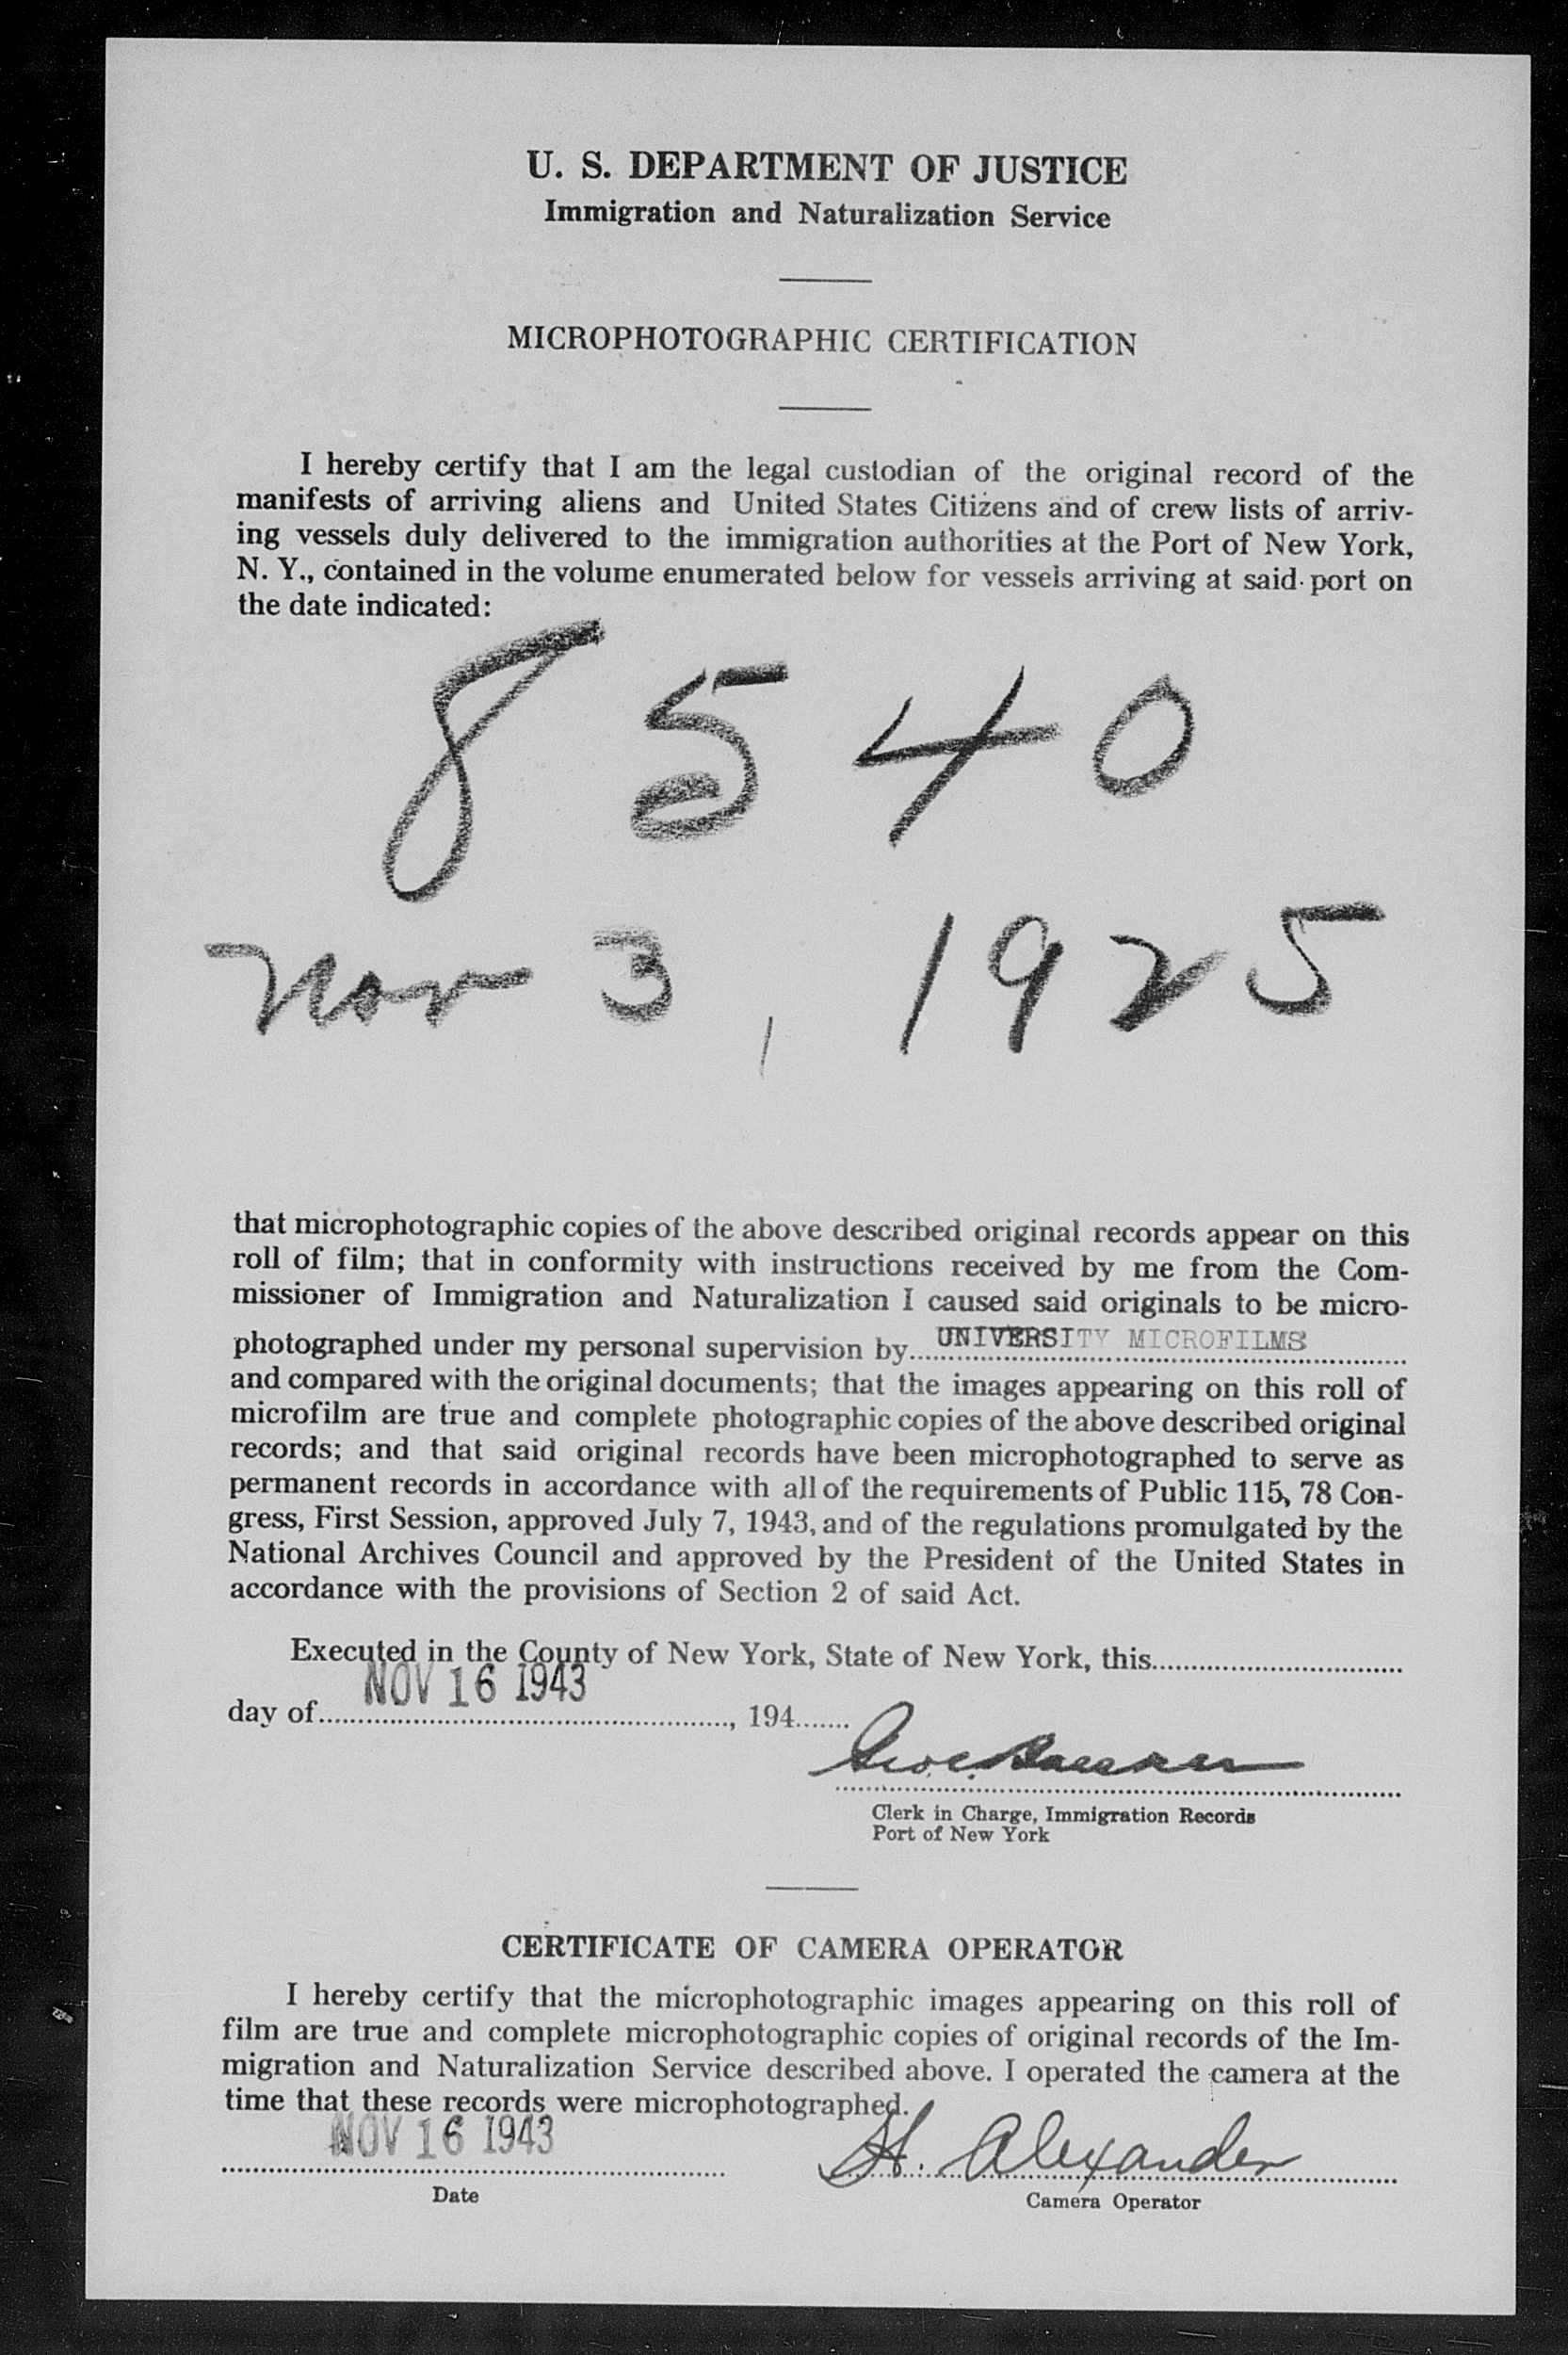 U. S. DEPARTMENT OF JUSTICE
Immigration and Naturalization Service
MICROPHOTOGRAPHIC CERTIFICATION
I hereby certify that I am the legal custodian of the original record of the
manifests of arriving aliens and United States Citizens and of crew lists of arriv-
ing vessels duly delivered to the immigration authorities at the Port of New York,
N. Y., contained in the volume enumerated below for vessels arriving at said port on
the date indicated:
8540
Nov 3, 1925
that microphotographic copies of the above described original records appear on this
roll of film; that in conformity with instructions received by me from the Com-
missioner of Immigration and Naturalization I caused said originals to be micro-
photographed under my personal supervision by UNIVERSITY MICROFILMS
and compared with the original documents; that the images appearing on this roll of
microfilm are true and complete photographic copies of the above described original
records; and that said original records have been microphotographed to serve as
permanent records in accordance with all of the requirements of Public 115, 78 Con-
gress, First Session, approved July 7, 1943, and of the regulations promulgated by the
National Archives Council and approved by the President of the United States in
accordance with the provisions of Section 2 of said Act.
Executed in the County of New York, State of New York, this
NOV 16 1943
day of, 194
Clerk in Charge, Immigration Records
Port of New York
CERTIFICATE OF CAMERA OPERATOR
I hereby certify that the microphotographic images appearing on this roll of
film are true and complete microphotographic copies of original records of the Im-
migration and Naturalization Service described above. I operated the camera at the
time that these records were microphotographed.
NOV 16 1943 H. Alexander
Date Camera Operator